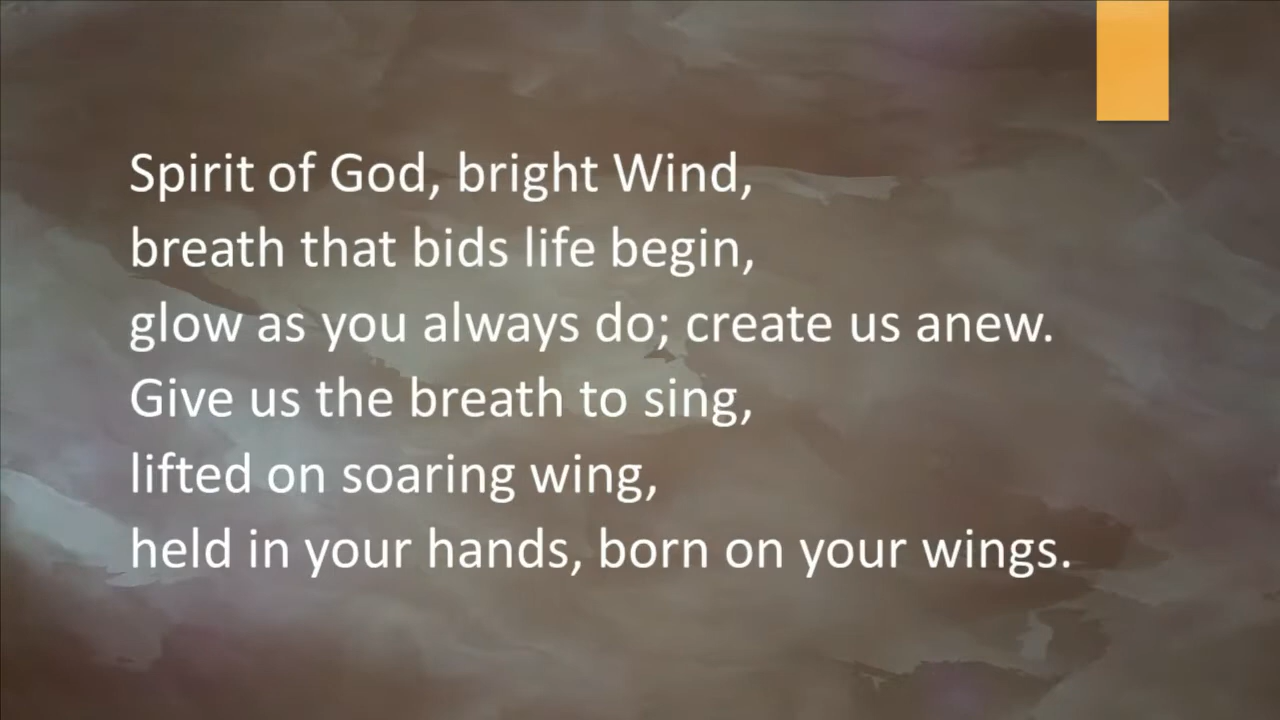 Spirit of God, bright Wind,
breath that bids life begin,
glow as you always do; create us anew.
Give us the breath to sing,
lifted on soaring wing,
held in your hands, born on your wings.